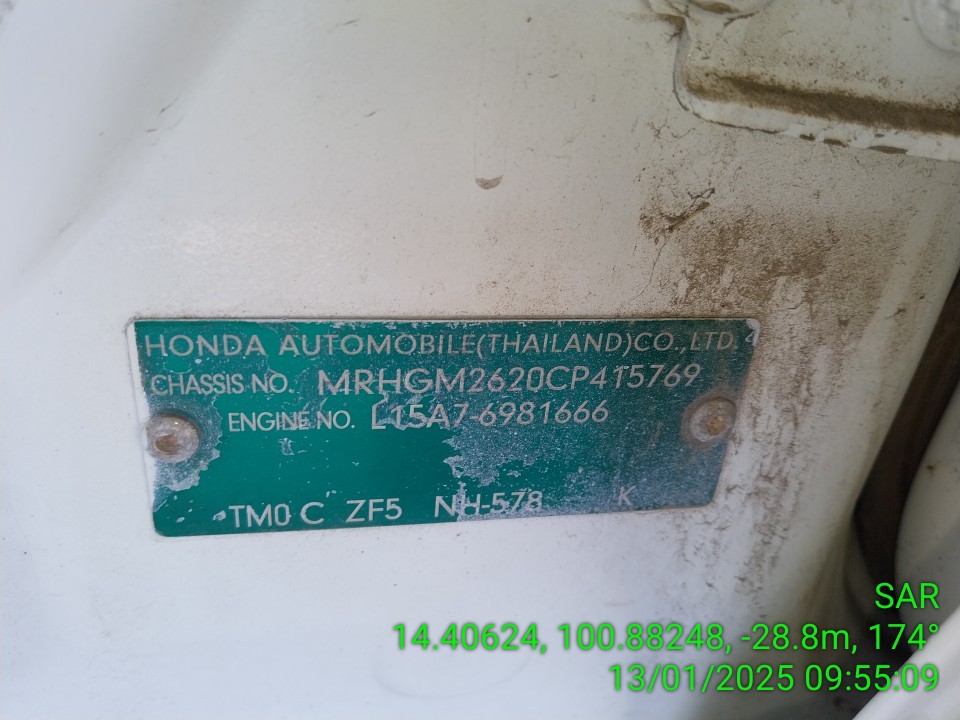 HONDA AUTOMOBILE(THAILAND)CO.,LTD.
CHASSIS NO. MRHGM2620CP415769
ENGINE NO. L15A7-6981666
TM0 C ZF5 NH-578 K
SAR
14.40624, 100.88248, -28.8m, 174°
13/01/2025 09:55:09